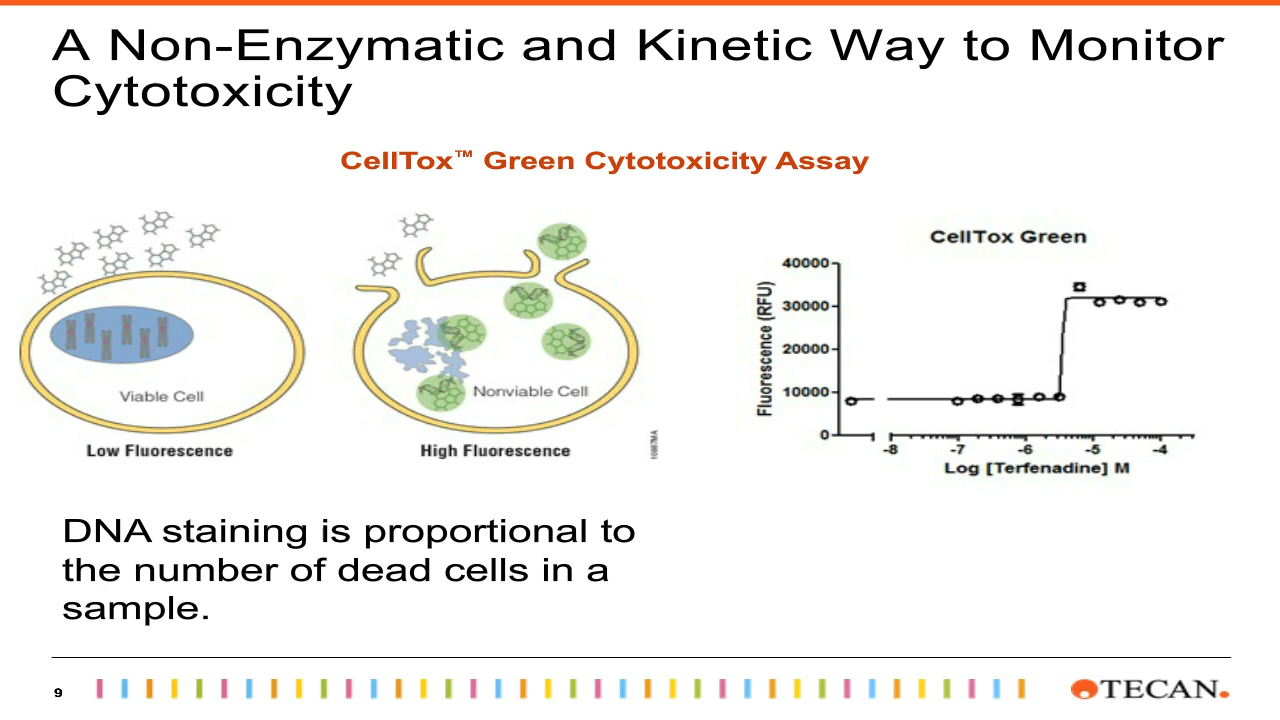 A Non-Enzymatic and Kinetic Way to Monitor
Cytotoxicity
CellTox™ Green Cytotoxicity Assay
Viable Cell
Low Fluorescence
Nonviable Cell
High Fluorescence
10887MA
CellTox Green
Fluorescence (RFU)
40000
30000
20000
10000
0
-8 -7 -6 -5 -4
Log [Terfenadine] M
DNA staining is proportional to
the number of dead cells in a
sample.
9
TECAN.